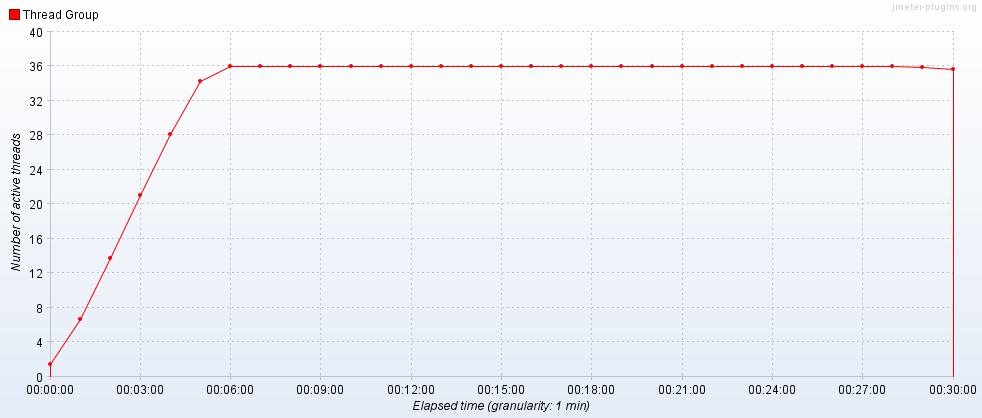 jmeter-plugins.org
Thread Group
Number of active threads
40
36
32
28
24
20
16
12
8
4
0
00:00:00 00:03:00 00:06:00 00:09:00 00:12:00 00:15:00 00:18:00 00:21:00 00:24:00 00:27:00 00:30:00
Elapsed time (granularity: 1 min)